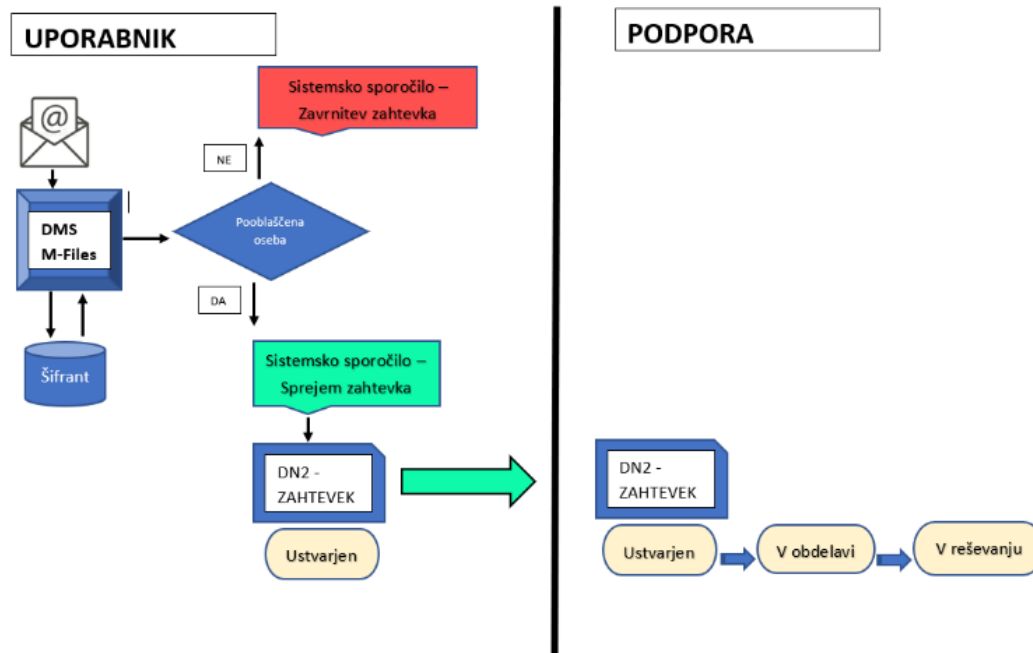 UPORABNIK
PODPORA
Sistemsko sporočilo –
Zavrnitev zahtevka
@
NE
DMS
M-Files
Pooblaščena
oseba
DA
Šifrant
Sistemsko sporočilo –
Sprejem zahtevka
DN2 -
ZAHTEVEK
Ustvarjen
DN2 -
ZAHTEVEK
Ustvarjen
V obdelavi
V reševanju